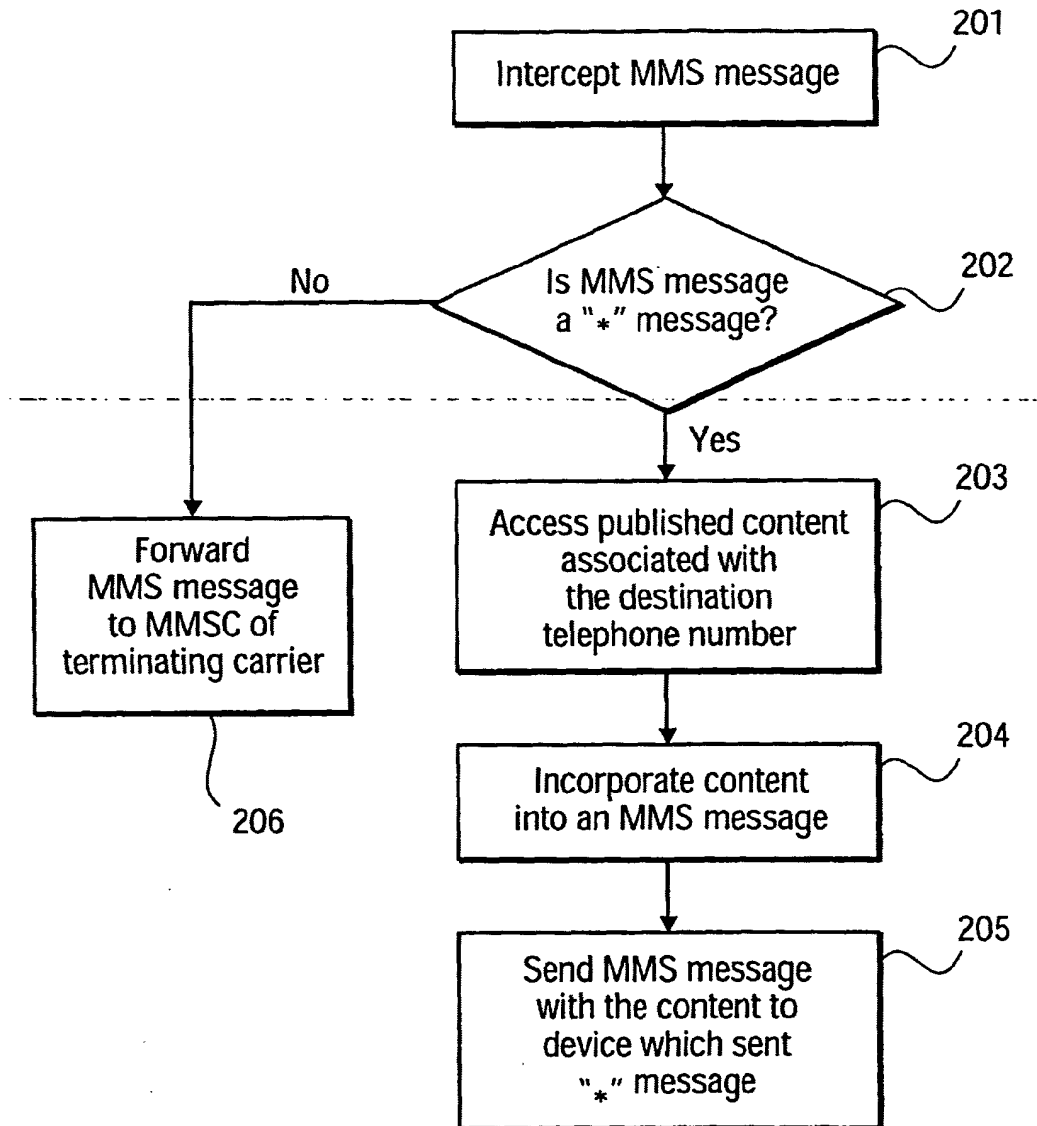 201
Intercept MMS message
202
Is MMS message
a "*" message?
No
Yes
203
Access published content
associated with
the destination
telephone number
Forward
MMS message
to MMSC of
terminating carrier
206
204
Incorporate content
into an MMS message
205
Send MMS message
with the content to
device which sent
"*" message